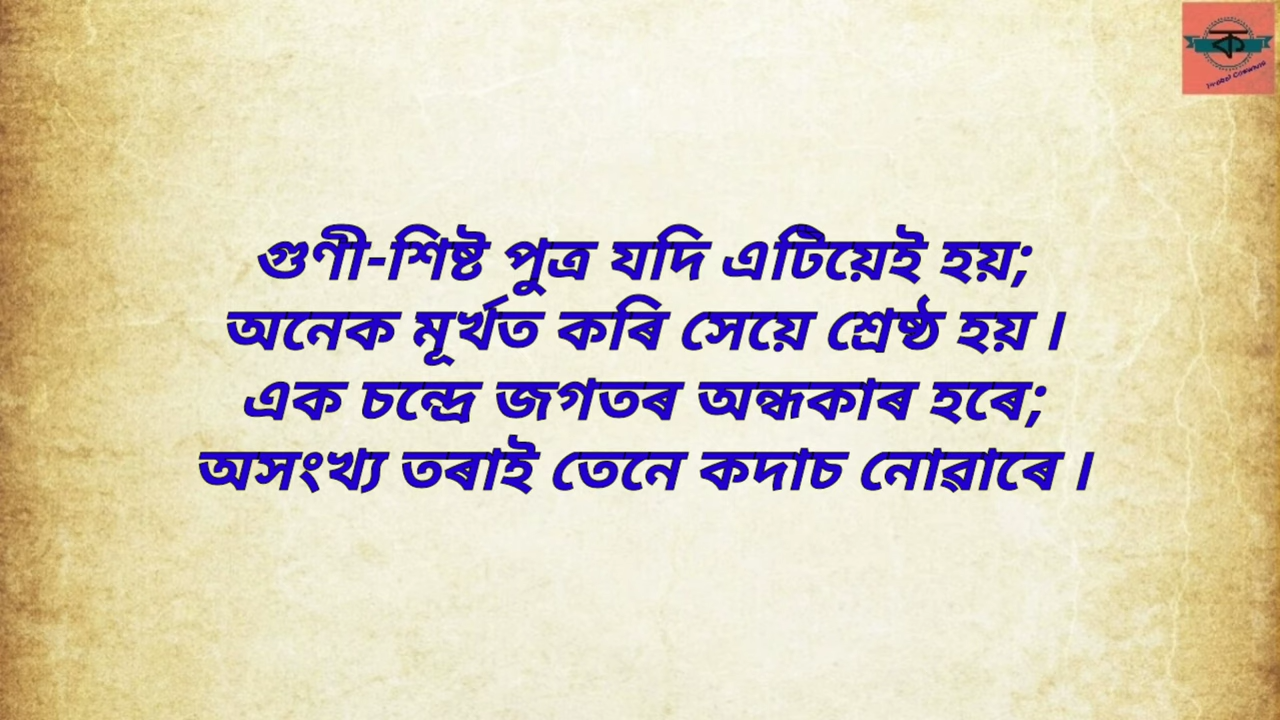 গুণী-শিষ্ট পুত্ৰ যদি এটিয়েই হয়;
অনেক মূৰ্খত কৰি সেয়ে শ্ৰেষ্ঠ হয় ।
এক চন্দ্ৰে জগতৰ অন্ধকাৰ হৰে;
অসংখ্য তৰাই তেনে কদাচ নোৱাৰে ।
ক